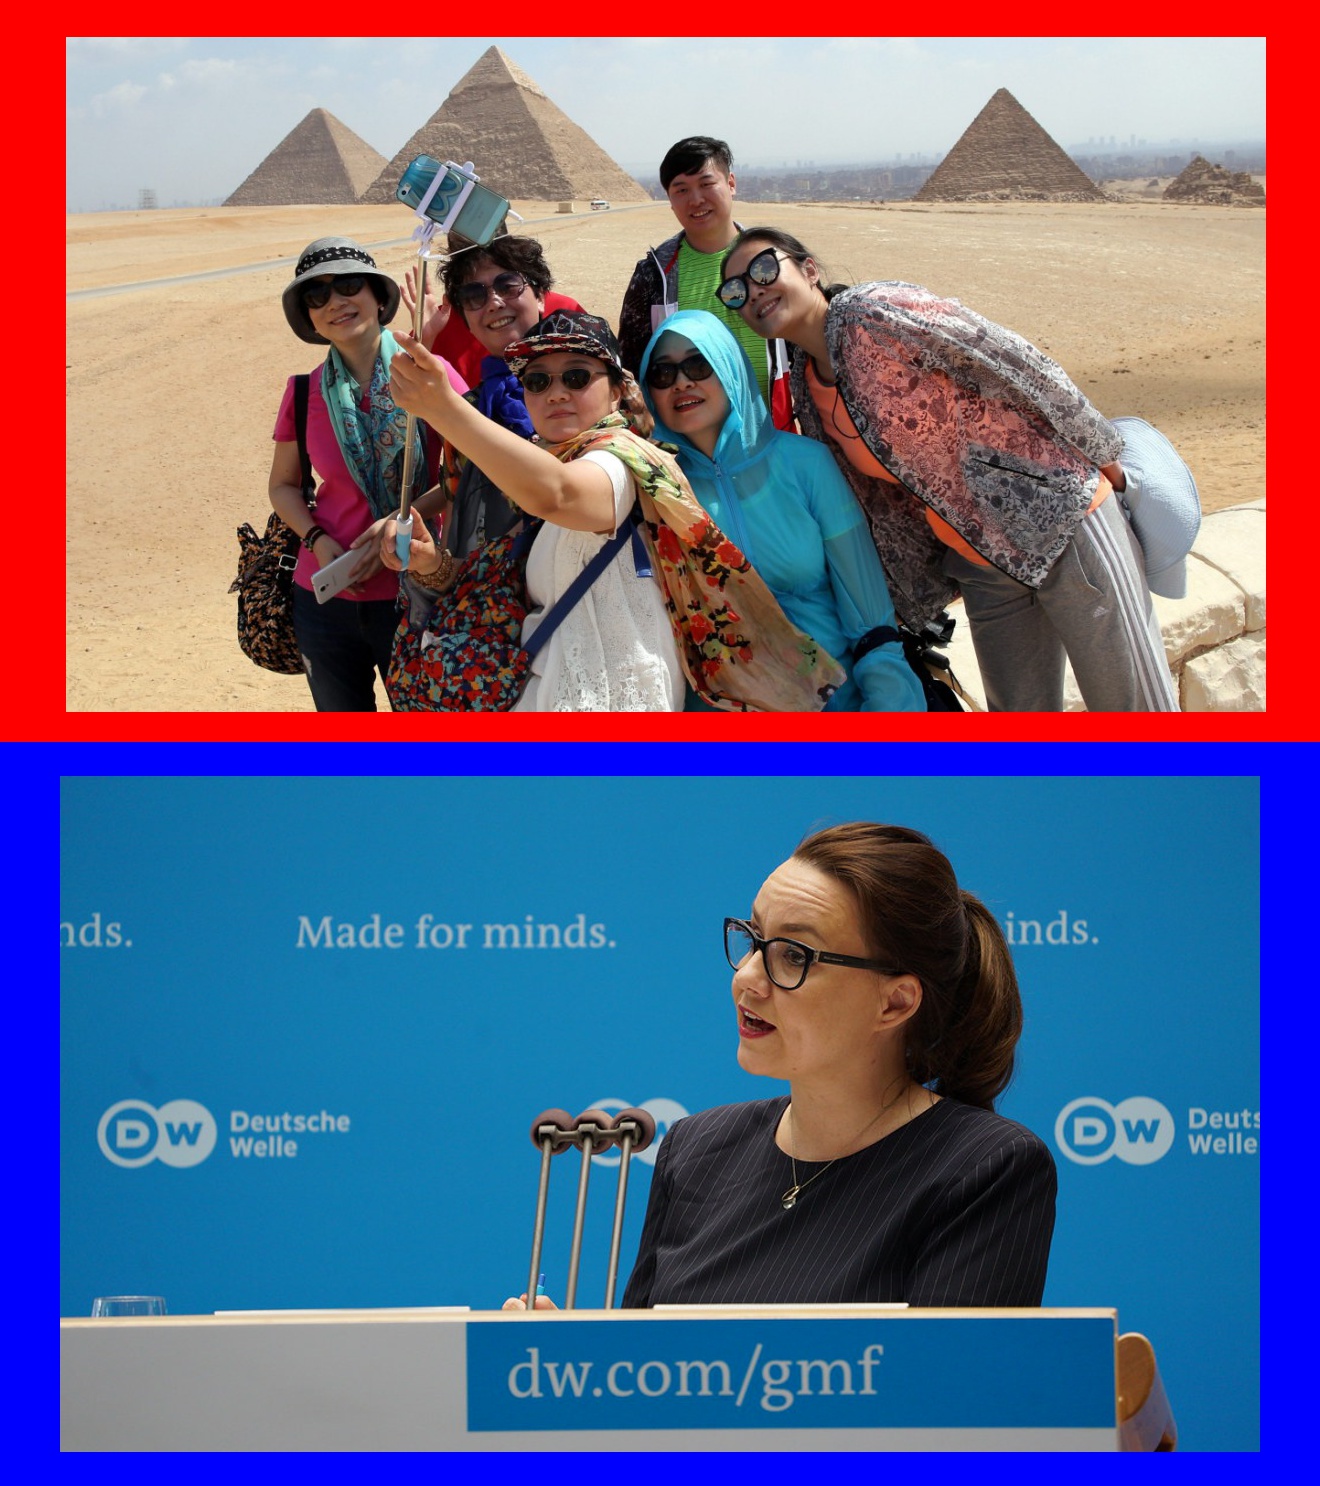 nds.
Made for minds.
inds.
DW Deutsche
Welle
DW Deuts
Welle
dw.com/gmf